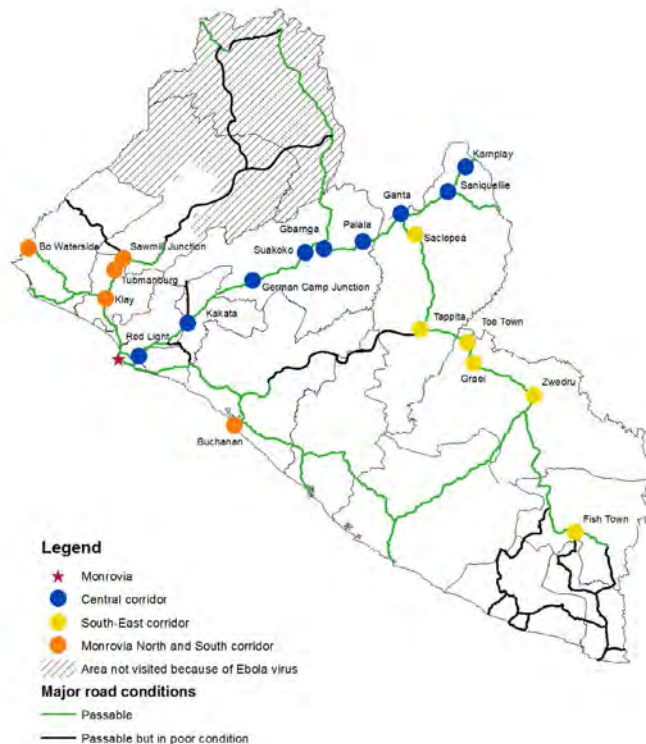 Karnplay
Saniquellie
Ganta
Palala
Gbarnga
Suakoko
Saclepea
German Camp Junction
Bo Waterside
Sawmill Junction
Tubmanburg
Klay
Kakata
Red Light
Tappita
Toe Town
Graei
Zwedru
Buchanan
Fish Town
Legend
Monrovia
Central corridor
South-East corridor
Monrovia North and South corridor
Area not visited because of Ebola virus
Major road conditions
Passable
Passable but in poor condition